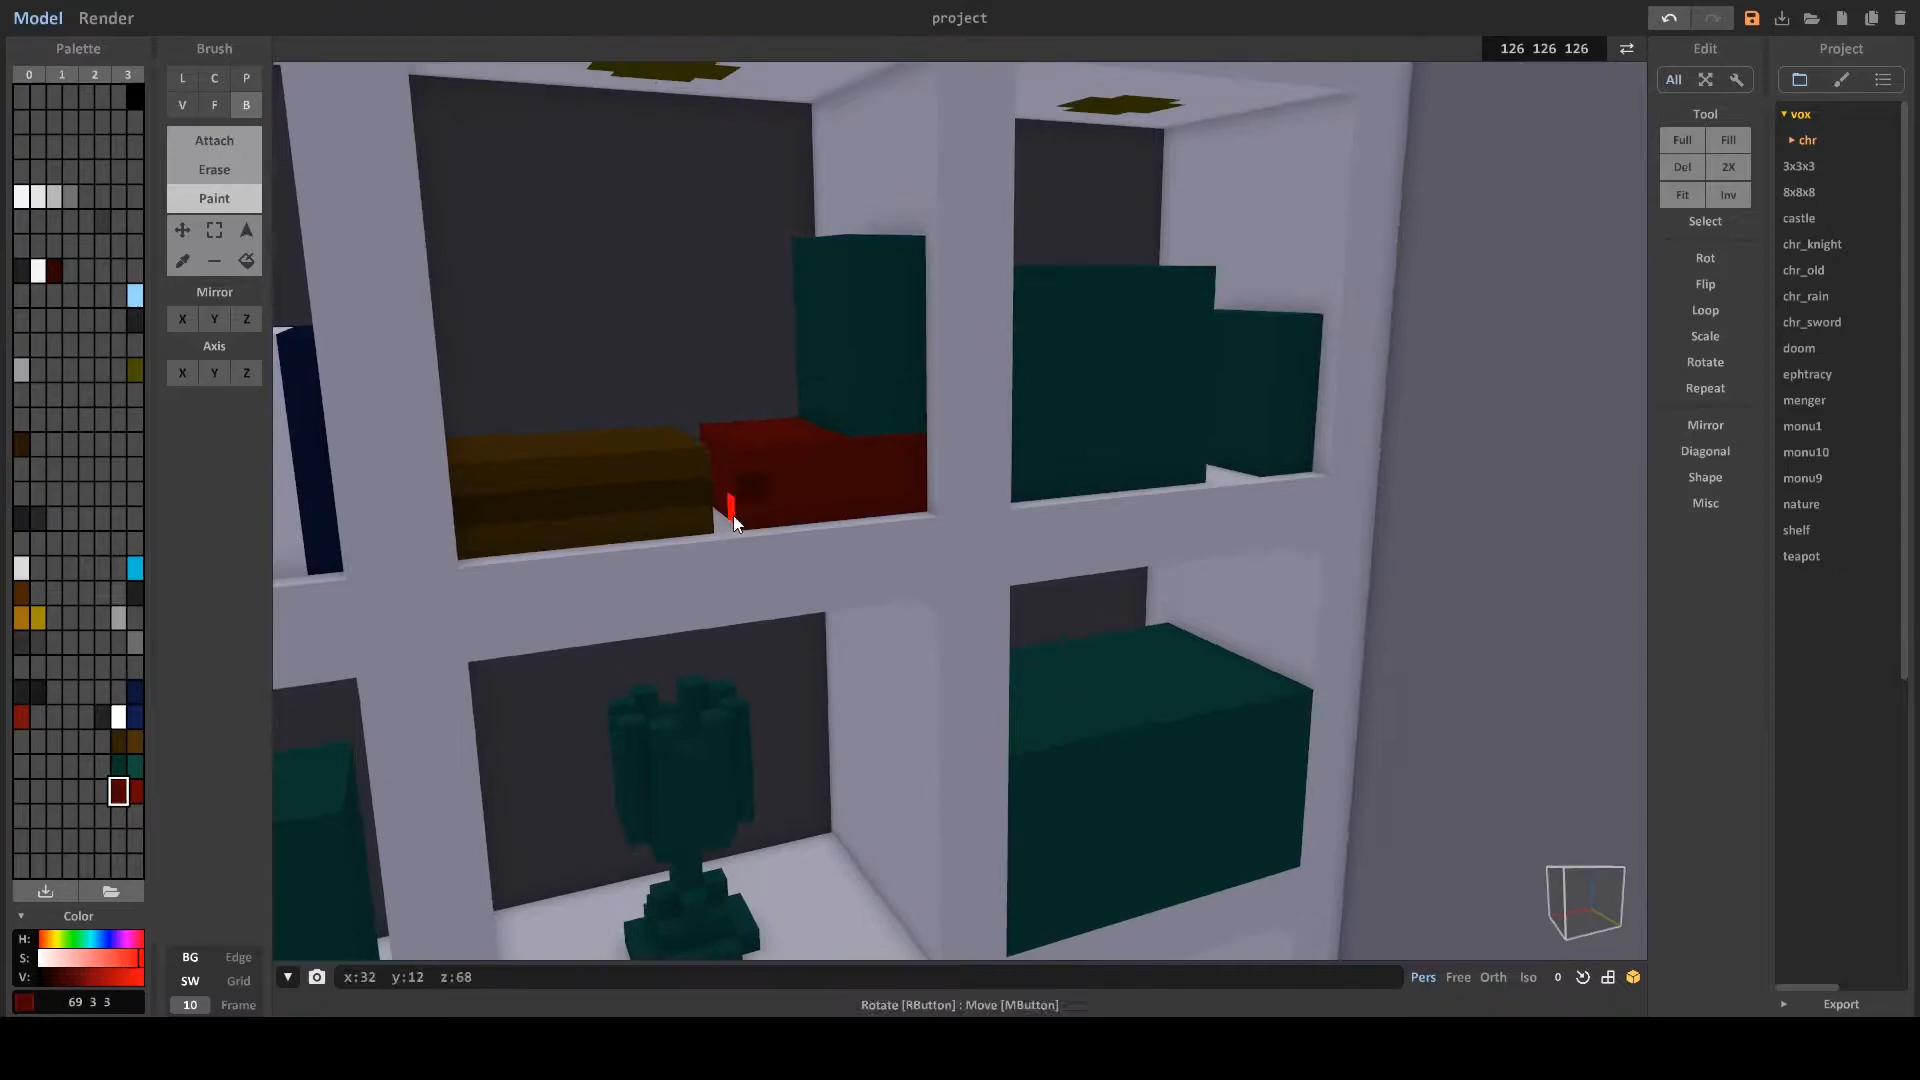 Model Render
project
Palette
Brush
126 126 126
Edit
Project
0 1 2 3
L C P
V F B
All
Attach
Erase
Paint
Tool
Full Fill
Del 2X
Fit Inv
Select
Rot
Flip
Loop
Scale
Rotate
Repeat
Mirror
Diagonal
Shape
Misc
Mirror
X Y Z
Axis
X Y Z
vox
chr
3x3x3
8x8x8
castle
chr_knight
chr_old
chr_rain
chr_sword
doom
ephtracy
menger
monu1
monu10
monu9
nature
shelf
teapot
Color
H:
S:
V:
69 3 3
BG Edge
SW Grid
10 Frame
x:32 y:12 z:68
Pers Free Orth Iso 0
Rotate [RButton] : Move [MButton]
Export